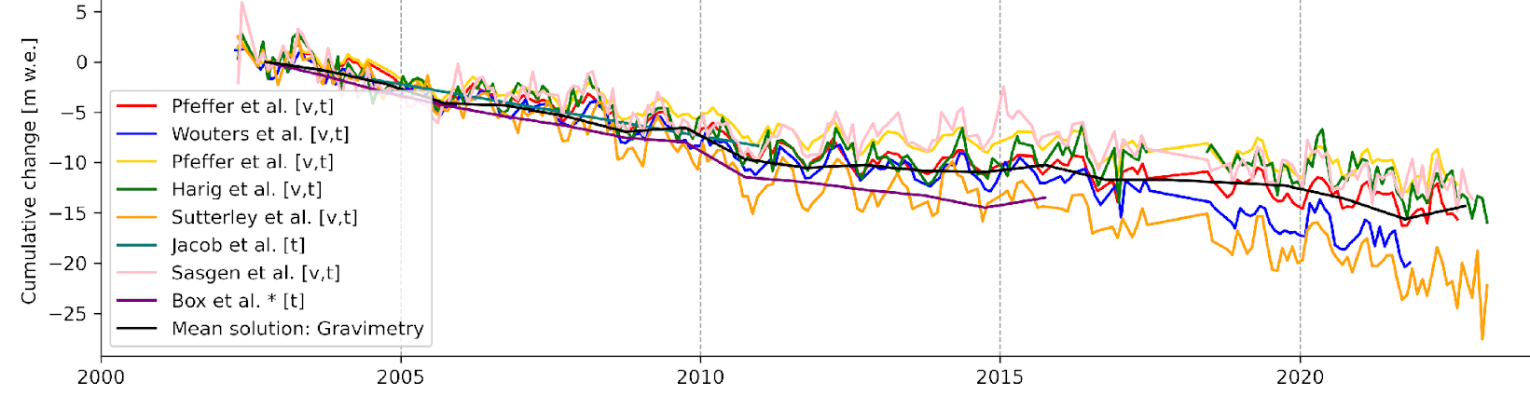 Cumulative change [m w.e.]
5
0
−5
−10
−15
−20
−25
Pfeffer et al. [v,t]
Wouters et al. [v,t]
Pfeffer et al. [v,t]
Harig et al. [v,t]
Sutterley et al. [v,t]
Jacob et al. [t]
Sasgen et al. [v,t]
Box et al. * [t]
Mean solution: Gravimetry
2000 2005 2010 2015 2020